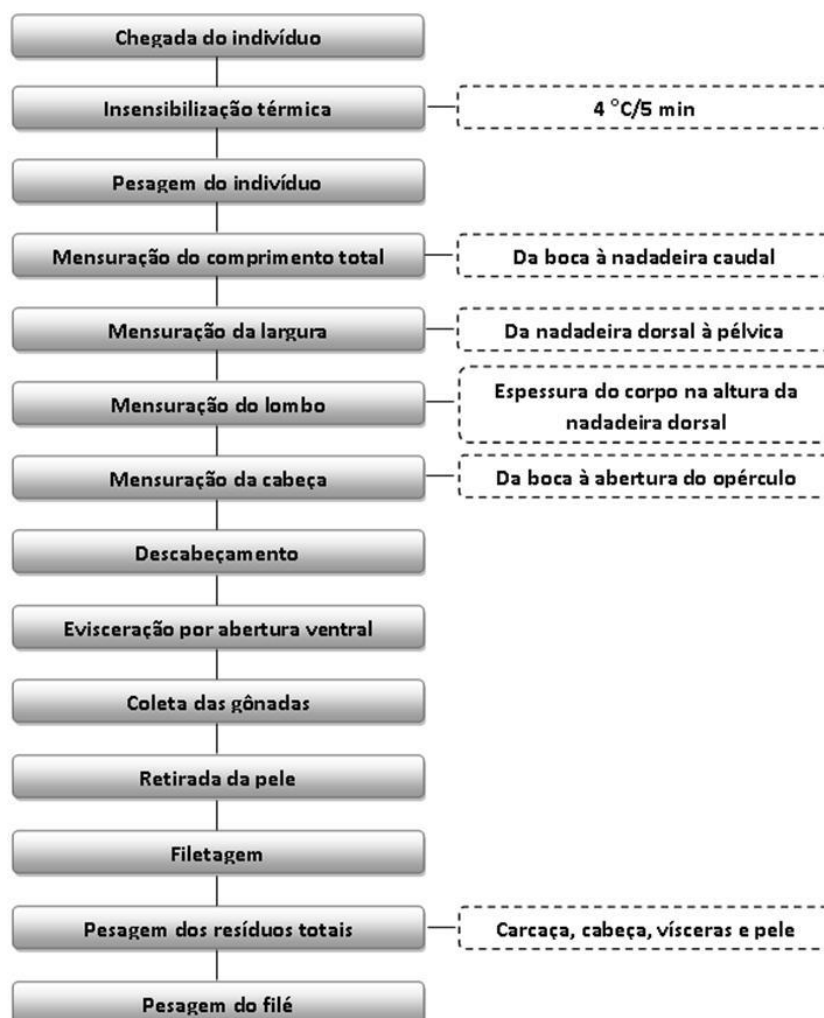 Chegada do indivíduo
Insensibilização térmica
4 °C/5 min
Pesagem do indivíduo
Mensuração do comprimento total
Da boca à nadadeira caudal
Mensuração da largura
Da nadadeira dorsal à pélvica
Mensuração do lombo
Espessura do corpo na altura da
nadadeira dorsal
Mensuração da cabeça
Da boca à abertura do opérculo
Descabeçamento
Evisceração por abertura ventral
Coleta das gônadas
Retirada da pele
Filetagem
Pesagem dos resíduos totais
Carcaça, cabeça, vísceras e pele
Pesagem do filé